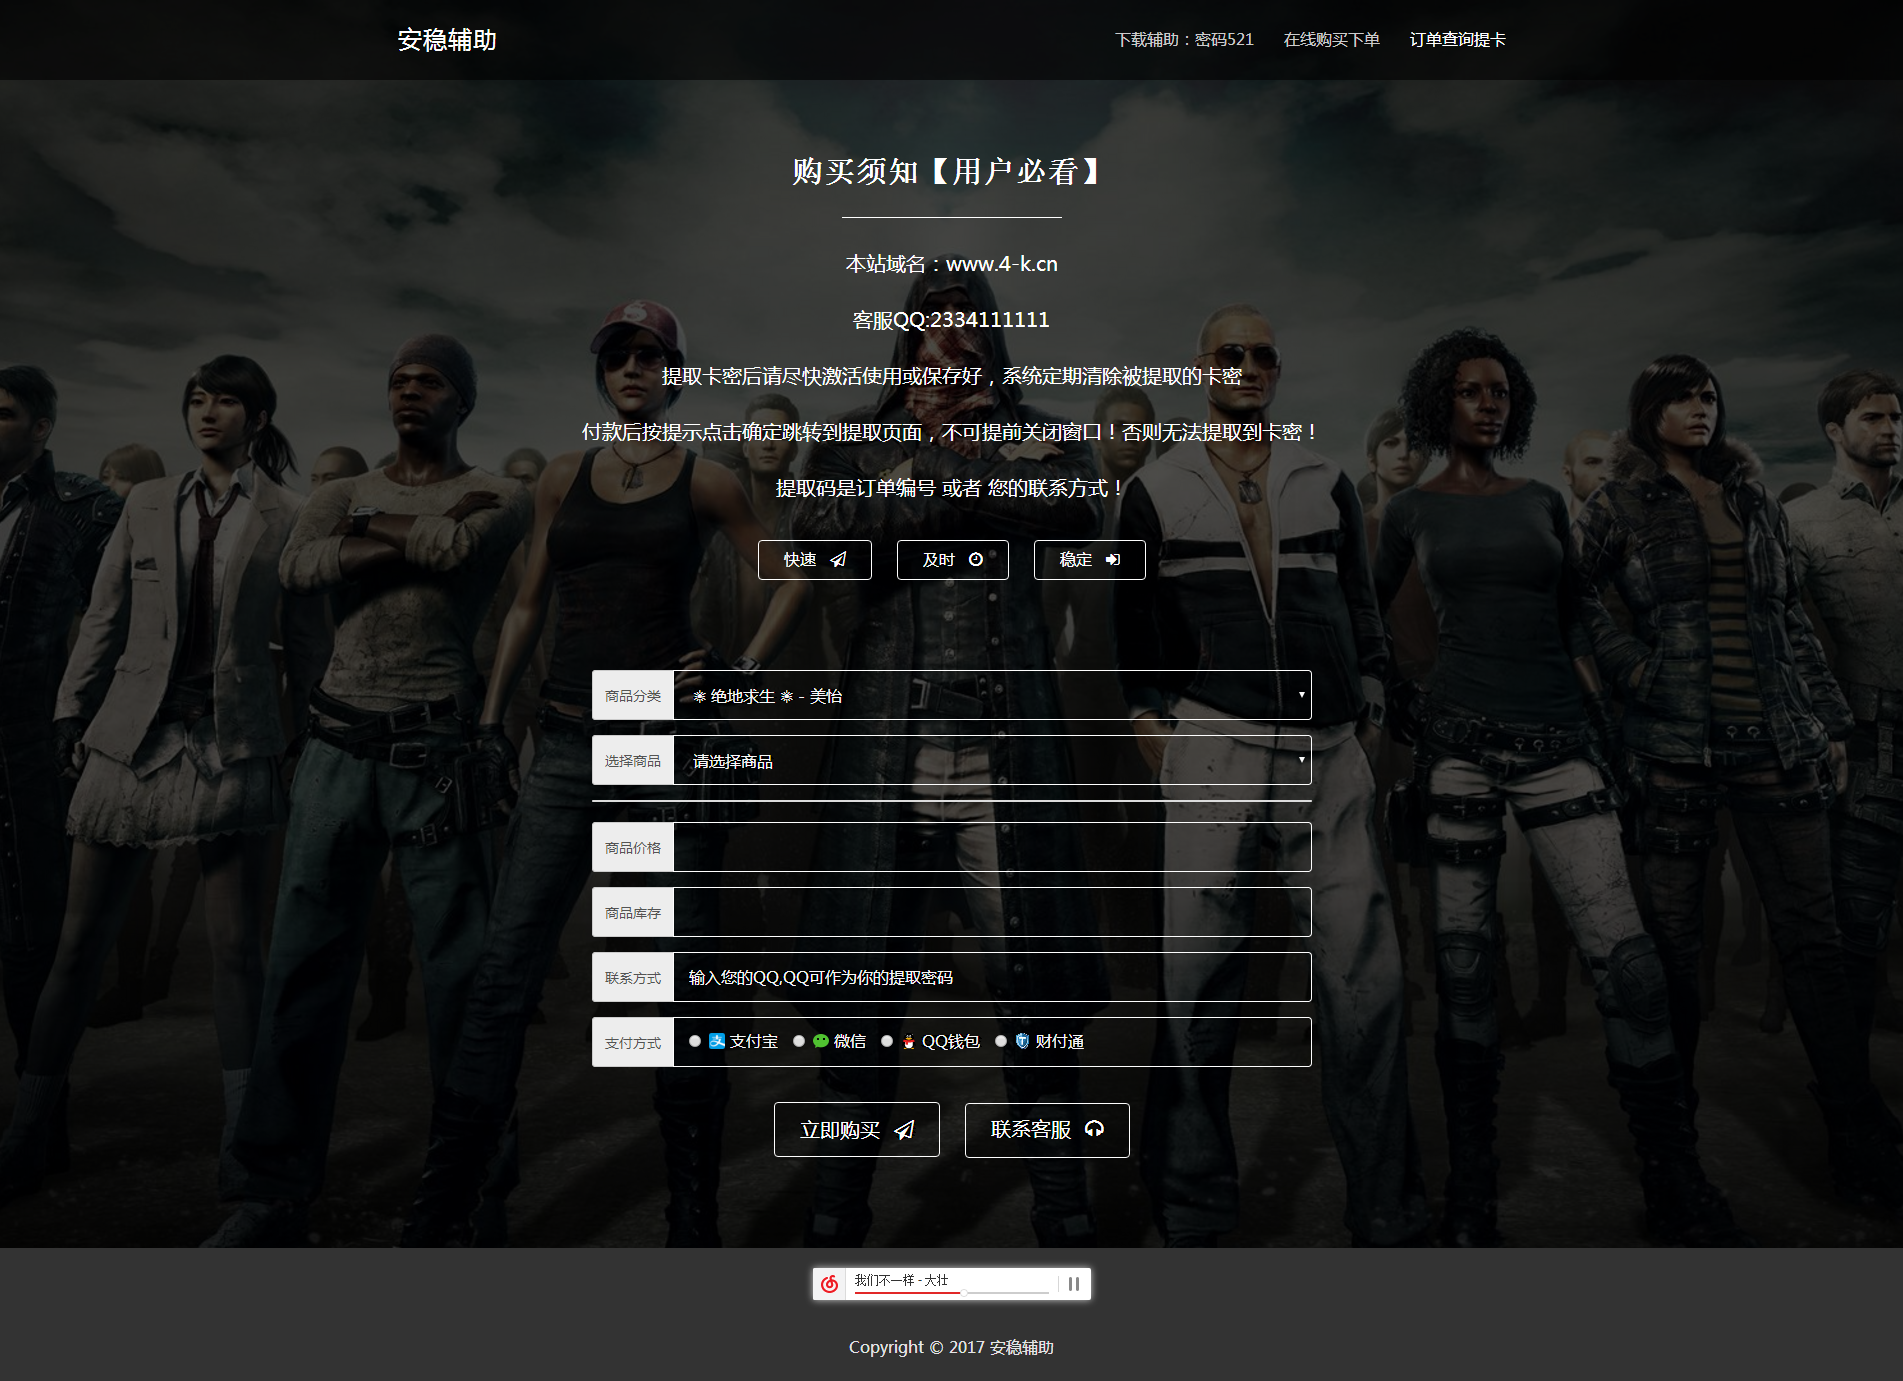 安稳辅助
下载辅助：密码521 在线购买下单 订单查询提卡
购买须知【用户必看】
本站域名：www.4-k.cn
客服QQ:2334111111
提取卡密后请尽快激活使用或保存好，系统定期清除被提取的卡密
付款后按提示点击确定跳转到提取页面，不可提前关闭窗口！否则无法提取到卡密！
提取码是订单编号 或者 您的联系方式！
快速 及时 稳定
商品分类 ❃ 绝地求生 ❃ - 美怡
选择商品 请选择商品
商品价格
商品库存
联系方式 输入您的QQ,QQ可作为你的提取密码
支付方式 支付宝 微信 QQ钱包 财付通
立即购买 联系客服
我们不一样 - 大壮
Copyright © 2017 安稳辅助